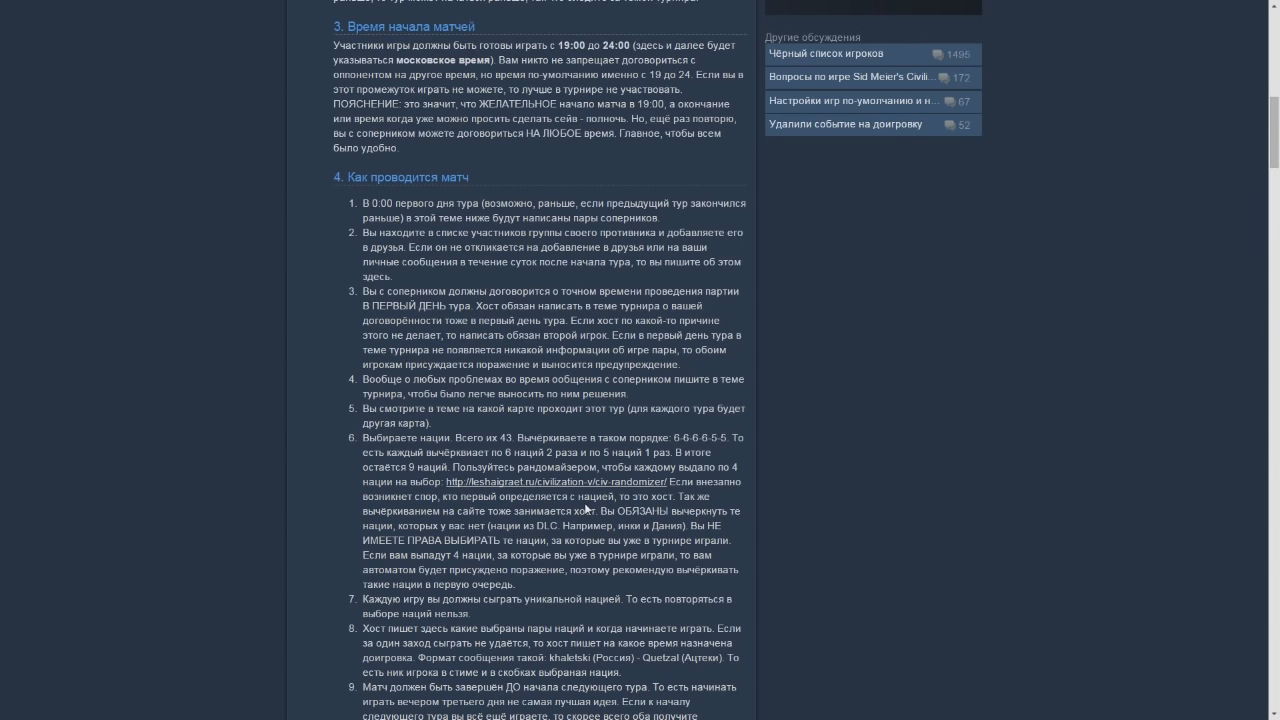 3. Время начала матчей
Участники игры должны быть готовы играть с 19:00 до 24:00 (здесь и далее будет
указываться московское время). Вам никто не запрещает договориться с
оппонентом на другое время, но время по-умолчанию именно с 19 до 24. Если вы в
этот промежуток играть не можете, то лучше в турнире не участвовать.
ПОЯСНЕНИЕ: это значит, что ЖЕЛАТЕЛЬНОЕ начало матча в 19:00, а окончание
или время когда уже можно просить сделать сейв - полночь. Но, ещё раз повторю,
вы с соперником можете договориться НА ЛЮБОЕ время. Главное, чтобы всем
было удобно.
4. Как проводится матч
1. В 0:00 первого дня тура (возможно, раньше, если предыдущий тур закончился
раньше) в этой теме ниже будут написаны пары соперников.
2. Вы находите в списке участников группы своего противника и добавляете его
в друзья. Если он не откликается на добавление в друзья или на ваши
личные сообщения в течение суток после начала тура, то вы пишите об этом
здесь.
3. Вы с соперником должны договорится о точном времени проведения партии
В ПЕРВЫЙ ДЕНЬ тура. Хост обязан написать в теме турнира о вашей
договорённости тоже в первый день тура. Если хост по какой-то причине
этого не делает, то написать обязан второй игрок. Если в первый день тура в
теме турнира не появляется никакой информации об игре пары, то обоим
игрокам присуждается поражение и выносится предупреждение.
4. Вообще о любых проблемах во время ообщения с соперником пишите в теме
турнира, чтобы было легче выносить по ним решения.
5. Вы смотрите в теме на какой карте проходит этот тур (для каждого тура будет
другая карта).
6. Выбираете нации. Всего их 43. Вычёркиваете в таком порядке: 6-6-6-6-5-5. То
есть каждый вычёрквиает по 6 наций 2 раза и по 5 наций 1 раз. В итоге
остаётся 9 наций. Пользуйтесь рандомайзером, чтобы каждому выдало по 4
нации на выбор: http://leshaigraet.ru/civilization-v/civ-randomizer/ Если внезапно
возникнет спор, кто первый определяется с нацией, то это хост. Так же
вычёркиванием на сайте тоже занимается хост. Вы ОБЯЗАНЫ вычеркнуть те
нации, которых у вас нет (нации из DLC. Например, инки и Дания). Вы НЕ
ИМЕЕТЕ ПРАВА ВЫБИРАТЬ те нации, за которые вы уже в турнире играли.
Если вам выпадут 4 нации, за которые вы уже в турнире играли, то вам
автоматом будет присуждено поражение, поэтому рекомендую вычёркивать
такие нации в первую очередь.
7. Каждую игру вы должны сыграть уникальной нацией. То есть повторяться в
выборе наций нельзя.
8. Хост пишет здесь какие выбраны пары наций и когда начинаете играть. Если
за один заход сыграть не удаётся, то хост пишет на какое время назначена
доигровка. Формат сообщения такой: khaletski (Россия) - Quetzal (Ацтеки). То
есть ник игрока в стиме и в скобках выбраная нация.
9. Матч должен быть завершён ДО начала следующего тура. То есть начинать
играть вечером третьего дня не самая лучшая идея. Если к началу
следующего тура вы всё ещё играете, то скорее всего оба получите
Другие обсуждения
Чёрный список игроков 1495
Вопросы по игре Sid Meier's Civili... 172
Настройки игр по-умолчанию и н... 67
Удалили событие на доигровку 52